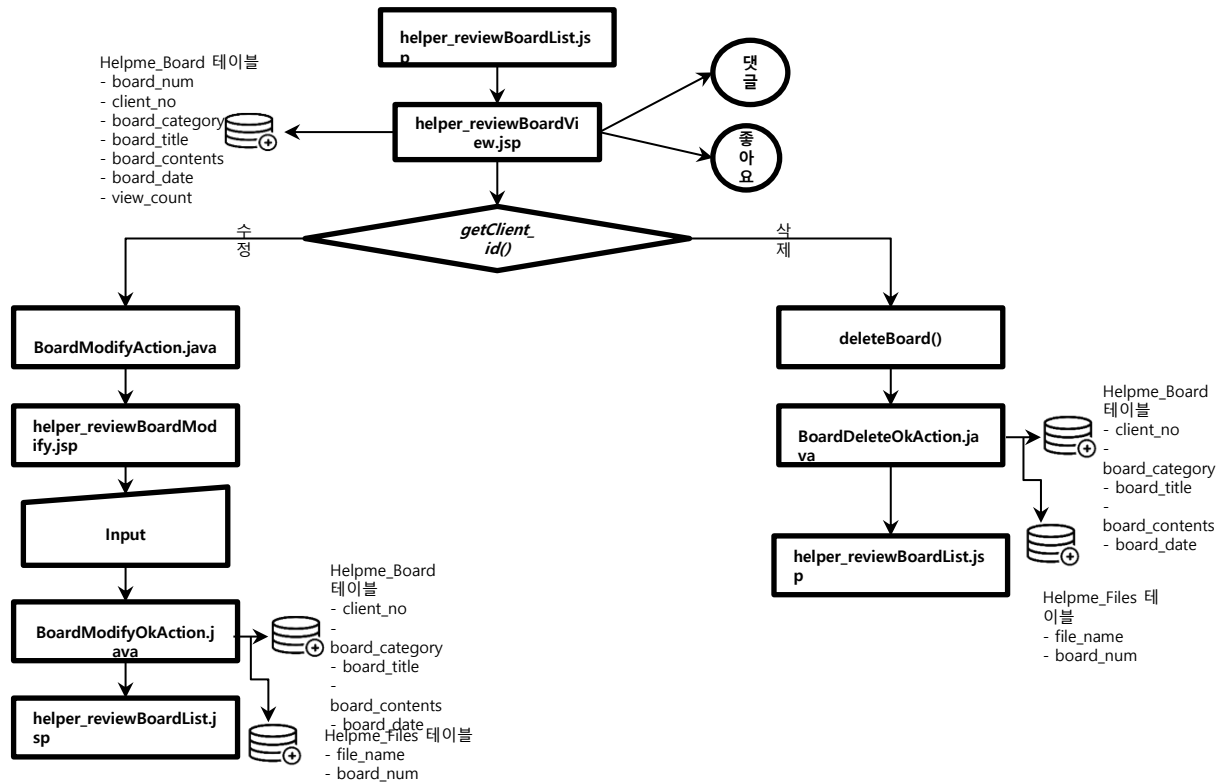 helper_reviewBoardList.js
p
댓
글
Helpme_Board 테이블
- board_num
- client_no
- board_category
- board_title
- board_contents
- board_date
- view_count
helper_reviewBoardVi
ew.jsp
좋
아
요
getClient_
id()
수
정
삭
제
BoardModifyAction.java
deleteBoard()
helper_reviewBoardMod
ify.jsp
BoardDeleteOkAction.ja
va
Helpme_Board
테이블
- client_no
-
board_category
- board_title
-
board_contents
- board_date
Input
helper_reviewBoardList.js
p
Helpme_Files 테
이블
- file_name
- board_num
BoardModifyOkAction.j
ava
Helpme_Board
테이블
- client_no
-
board_category
- board_title
-
board_contents
- board_date
helper_reviewBoardList.j
sp
Helpme_Files 테이블
- file_name
- board_num